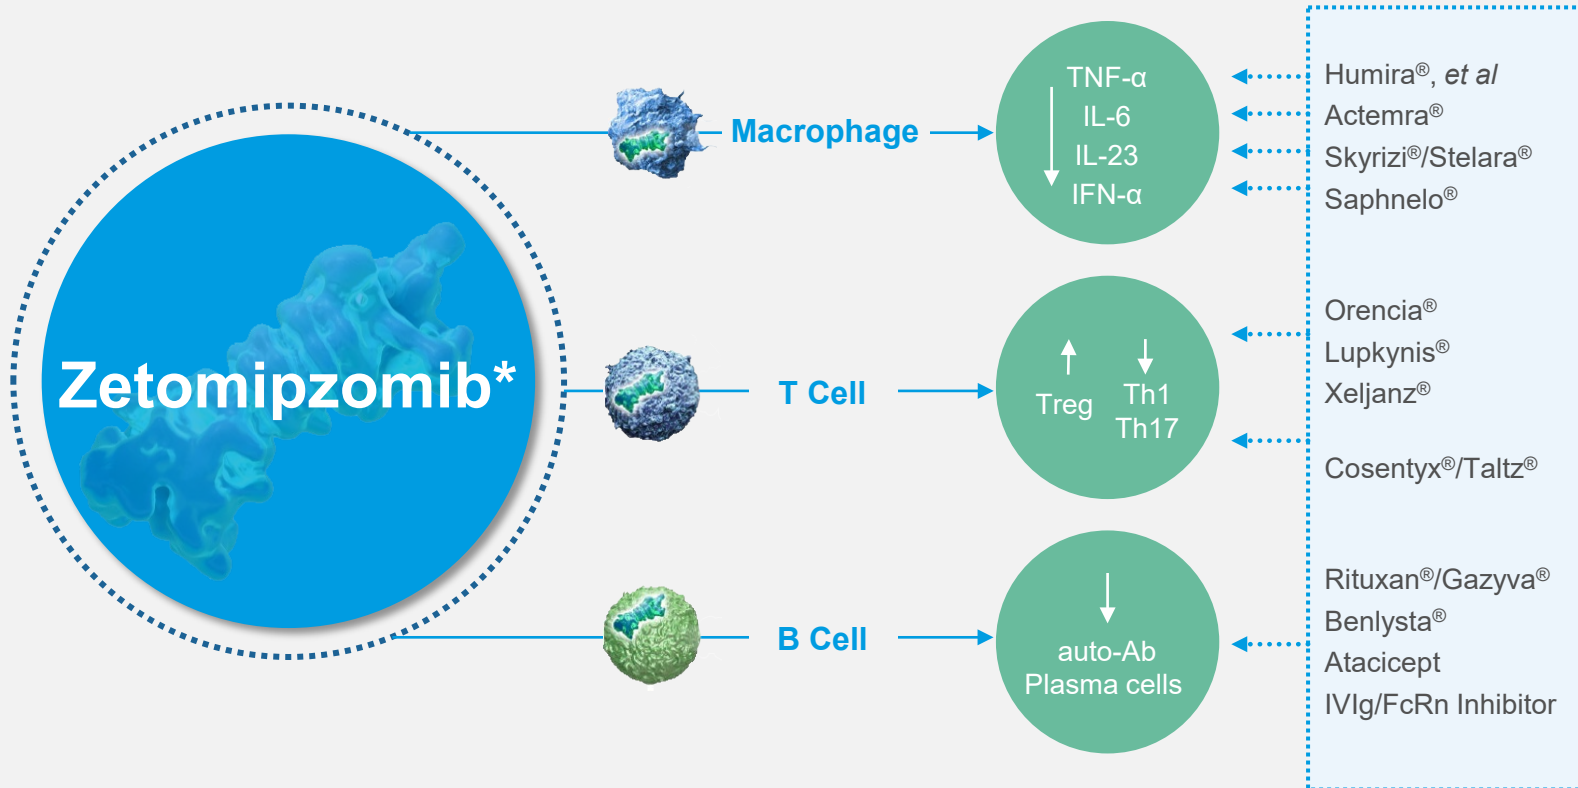 Zetomipzomib*
Macrophage
TNF-α
IL-6
IL-23
IFN-α
Humira®, et al
Actemra®
Skyrizi®/Stelara®
Saphnelo®
T Cell
Treg
Th1
Th17
Orencia®
Lupkynis®
Xeljanz®
Cosentyx®/Taltz®
B Cell
auto-Ab
Plasma cells
Rituxan®/Gazyva®
Benlysta®
Atacicept
IVIg/FcRn Inhibitor